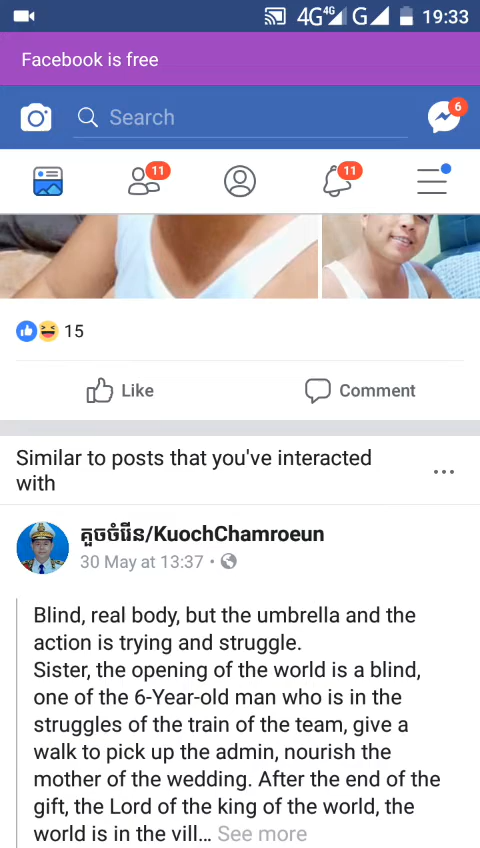 4G 4G G 19:33
Facebook is free
Search 6
11 11
15
Like Comment
Similar to posts that you've interacted
with
គួចចំរើន/KuochChamroeun
30 May at 13:37 •
Blind, real body, but the umbrella and the
action is trying and struggle.
Sister, the opening of the world is a blind,
one of the 6-Year-old man who is in the
struggles of the train of the team, give a
walk to pick up the admin, nourish the
mother of the wedding. After the end of the
gift, the Lord of the king of the world, the
world is in the vill... See more